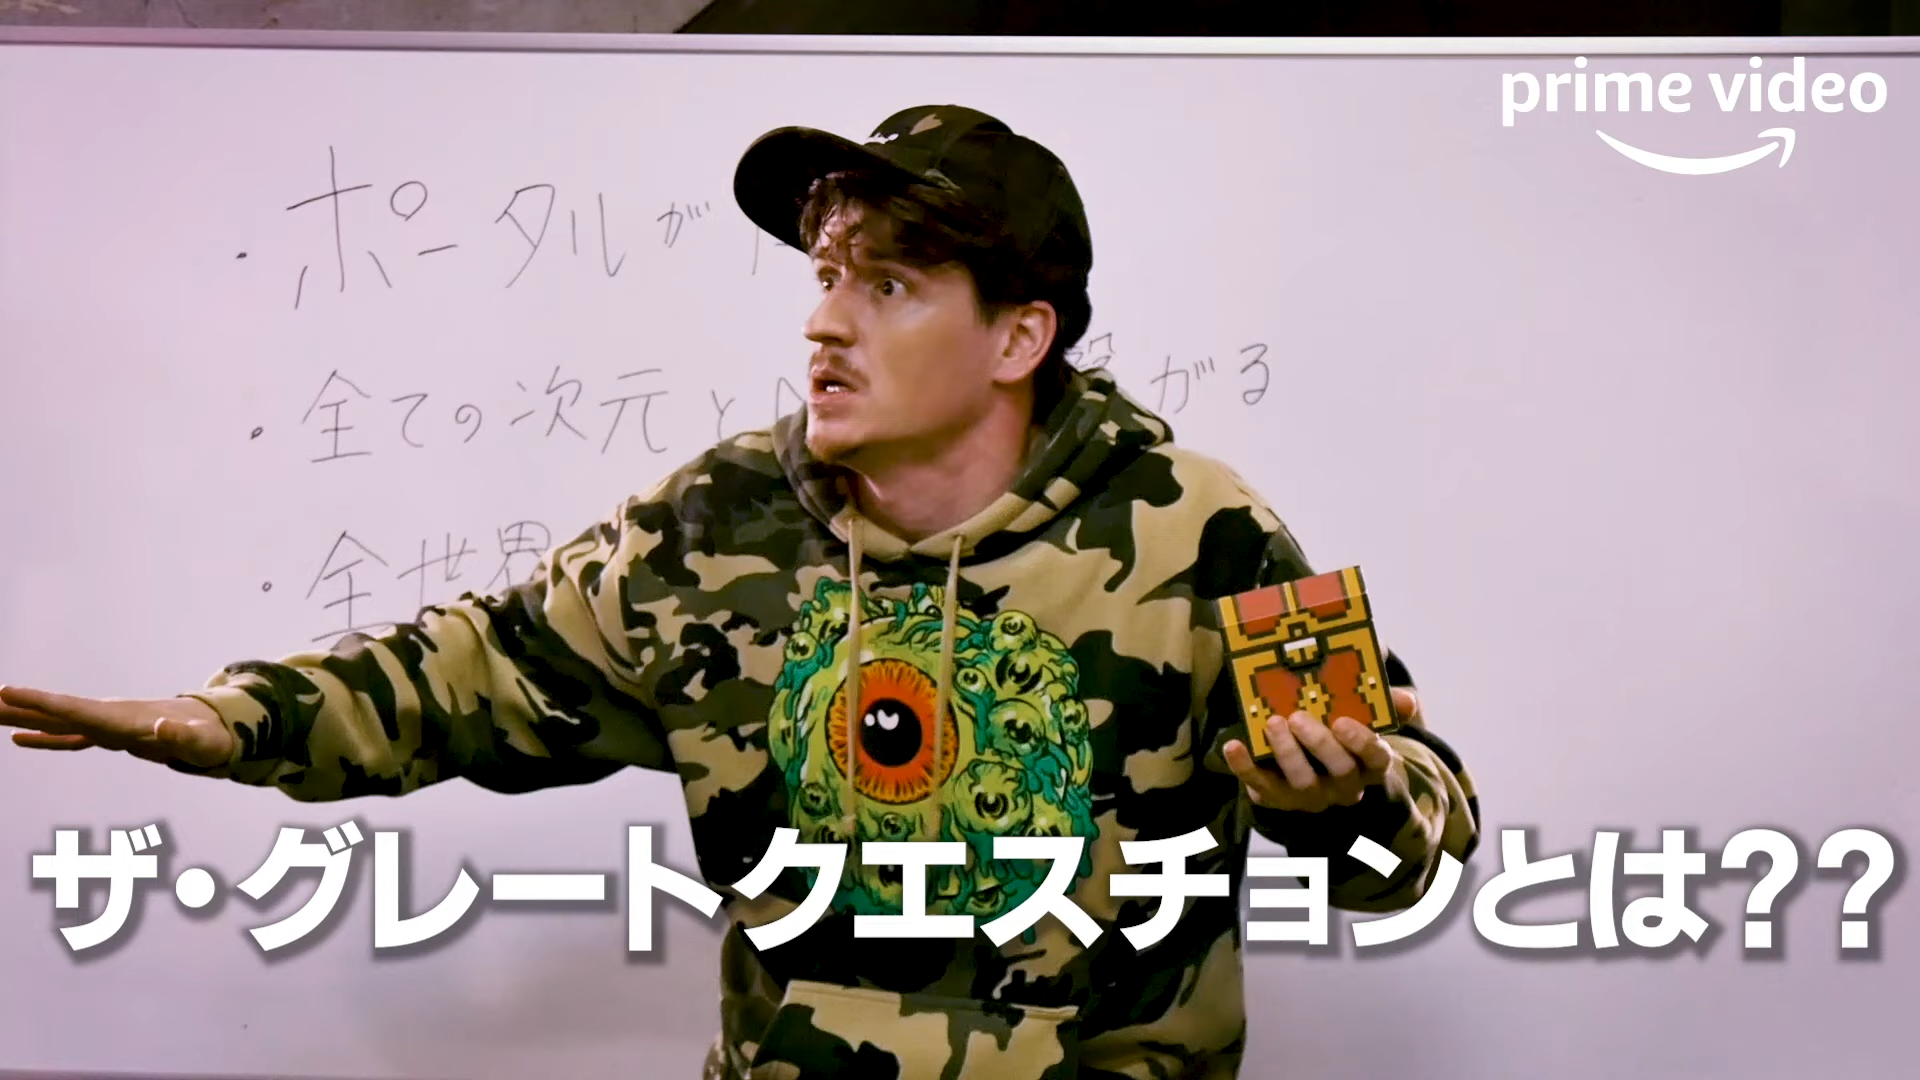 prime video
・ポータルが
・全ての次元と
がる
・全世界
ザ・グレートクエスチョンとは??